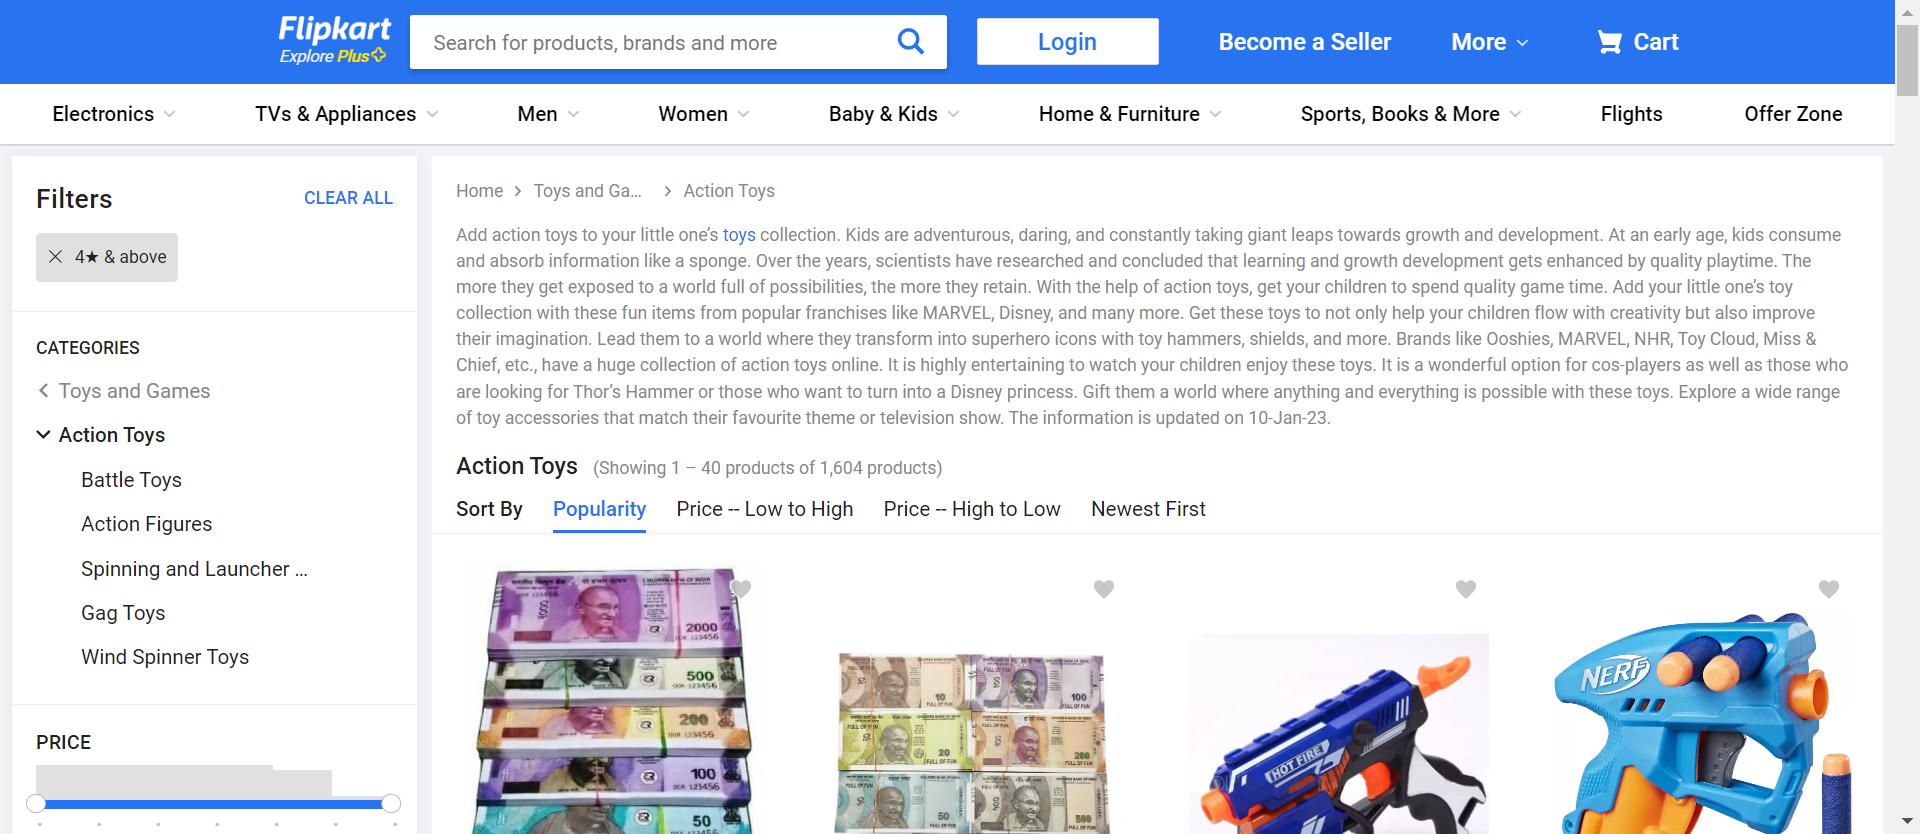 Flipkart
Explore Plus
Search for products, brands and more
Login
Become a Seller
More
Cart
Electronics
TVs & Appliances
Men
Women
Baby & Kids
Home & Furniture
Sports, Books & More
Flights
Offer Zone
Filters
CLEAR ALL
4★ & above
CATEGORIES
Toys and Games
Action Toys
Battle Toys
Action Figures
Spinning and Launcher ...
Gag Toys
Wind Spinner Toys
PRICE
Home > Toys and Ga... > Action Toys
Add action toys to your little one’s toys collection. Kids are adventurous, daring, and constantly taking giant leaps towards growth and development. At an early age, kids consume
and absorb information like a sponge. Over the years, scientists have researched and concluded that learning and growth development gets enhanced by quality playtime. The
more they get exposed to a world full of possibilities, the more they retain. With the help of action toys, get your children to spend quality game time. Add your little one’s toy
collection with these fun items from popular franchises like MARVEL, Disney, and many more. Get these toys to not only help your children flow with creativity but also improve
their imagination. Lead them to a world where they transform into superhero icons with toy hammers, shields, and more. Brands like Ooshies, MARVEL, NHR, Toy Cloud, Miss &
Chief, etc., have a huge collection of action toys online. It is highly entertaining to watch your children enjoy these toys. It is a wonderful option for cos-players as well as those who
are looking for Thor’s Hammer or those who want to turn into a Disney princess. Gift them a world where anything and everything is possible with these toys. Explore a wide range
of toy accessories that match their favourite theme or television show. The information is updated on 10-Jan-23.
Action Toys (Showing 1 – 40 products of 1,604 products)
Sort By
Popularity
Price -- Low to High
Price -- High to Low
Newest First
CHILDREN BANK OF INDIA
2000
500
200
100
50
10
100
FULL OF FUN
20
200
FULL OF FUN
50
500
HOT FIRE
NERF